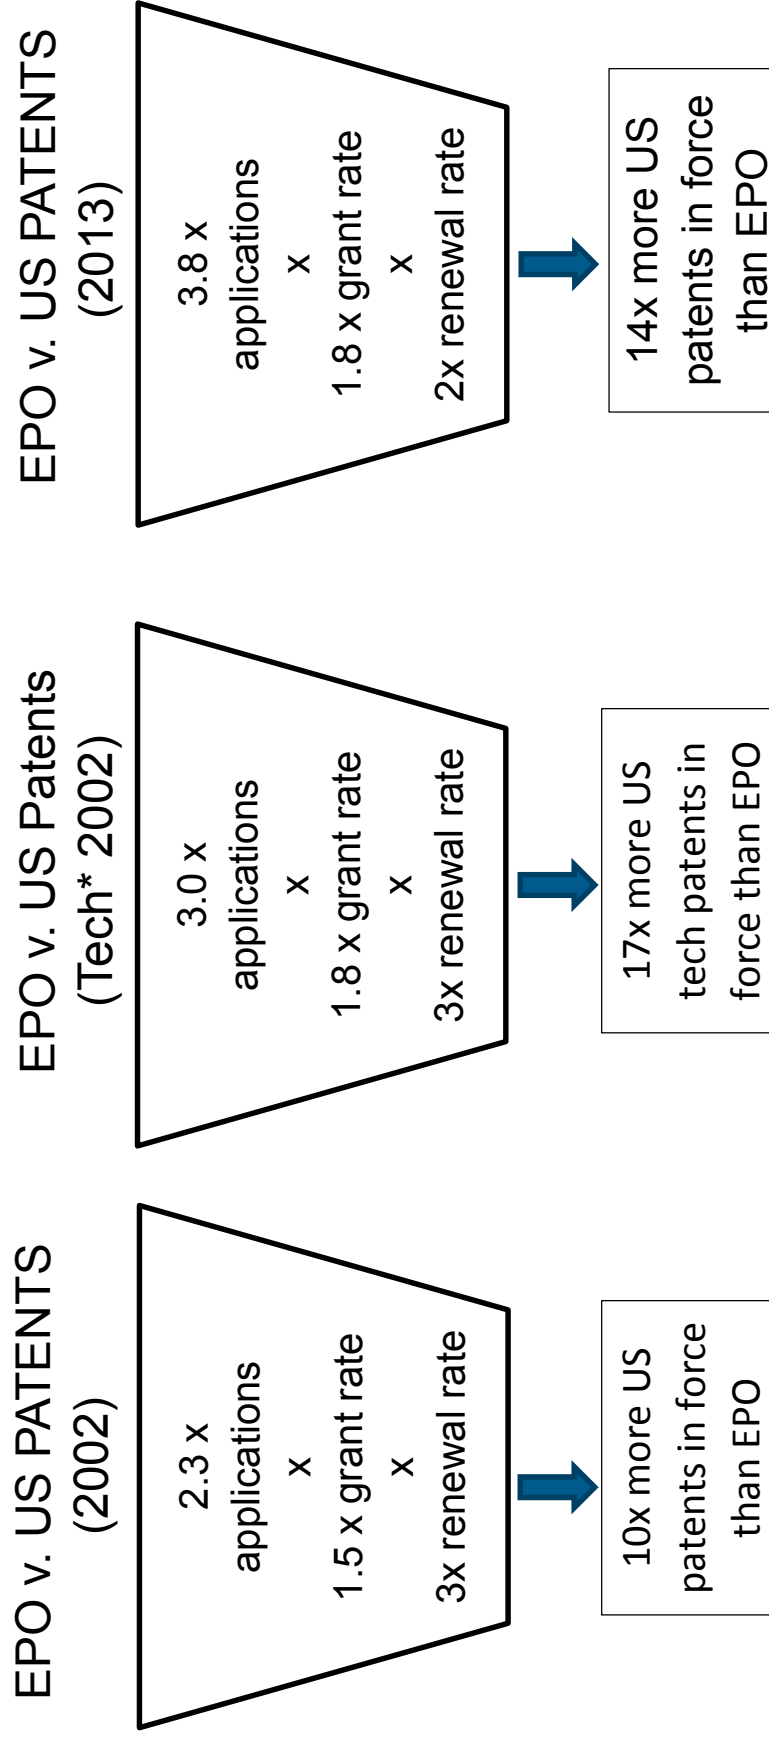 EPO v. US PATENTS
(2002)
2.3 x
applications
x
1.5 x grant rate
x
3x renewal rate
10x more US
patents in force
than EPO
EPO v. US Patents
(Tech* 2002)
3.0 x
applications
x
1.8 x grant rate
x
3x renewal rate
17x more US
tech patents in
force than EPO
EPO v. US PATENTS
(2013)
3.8 x
applications
x
1.8 x grant rate
x
2x renewal rate
14x more US
patents in force
than EPO